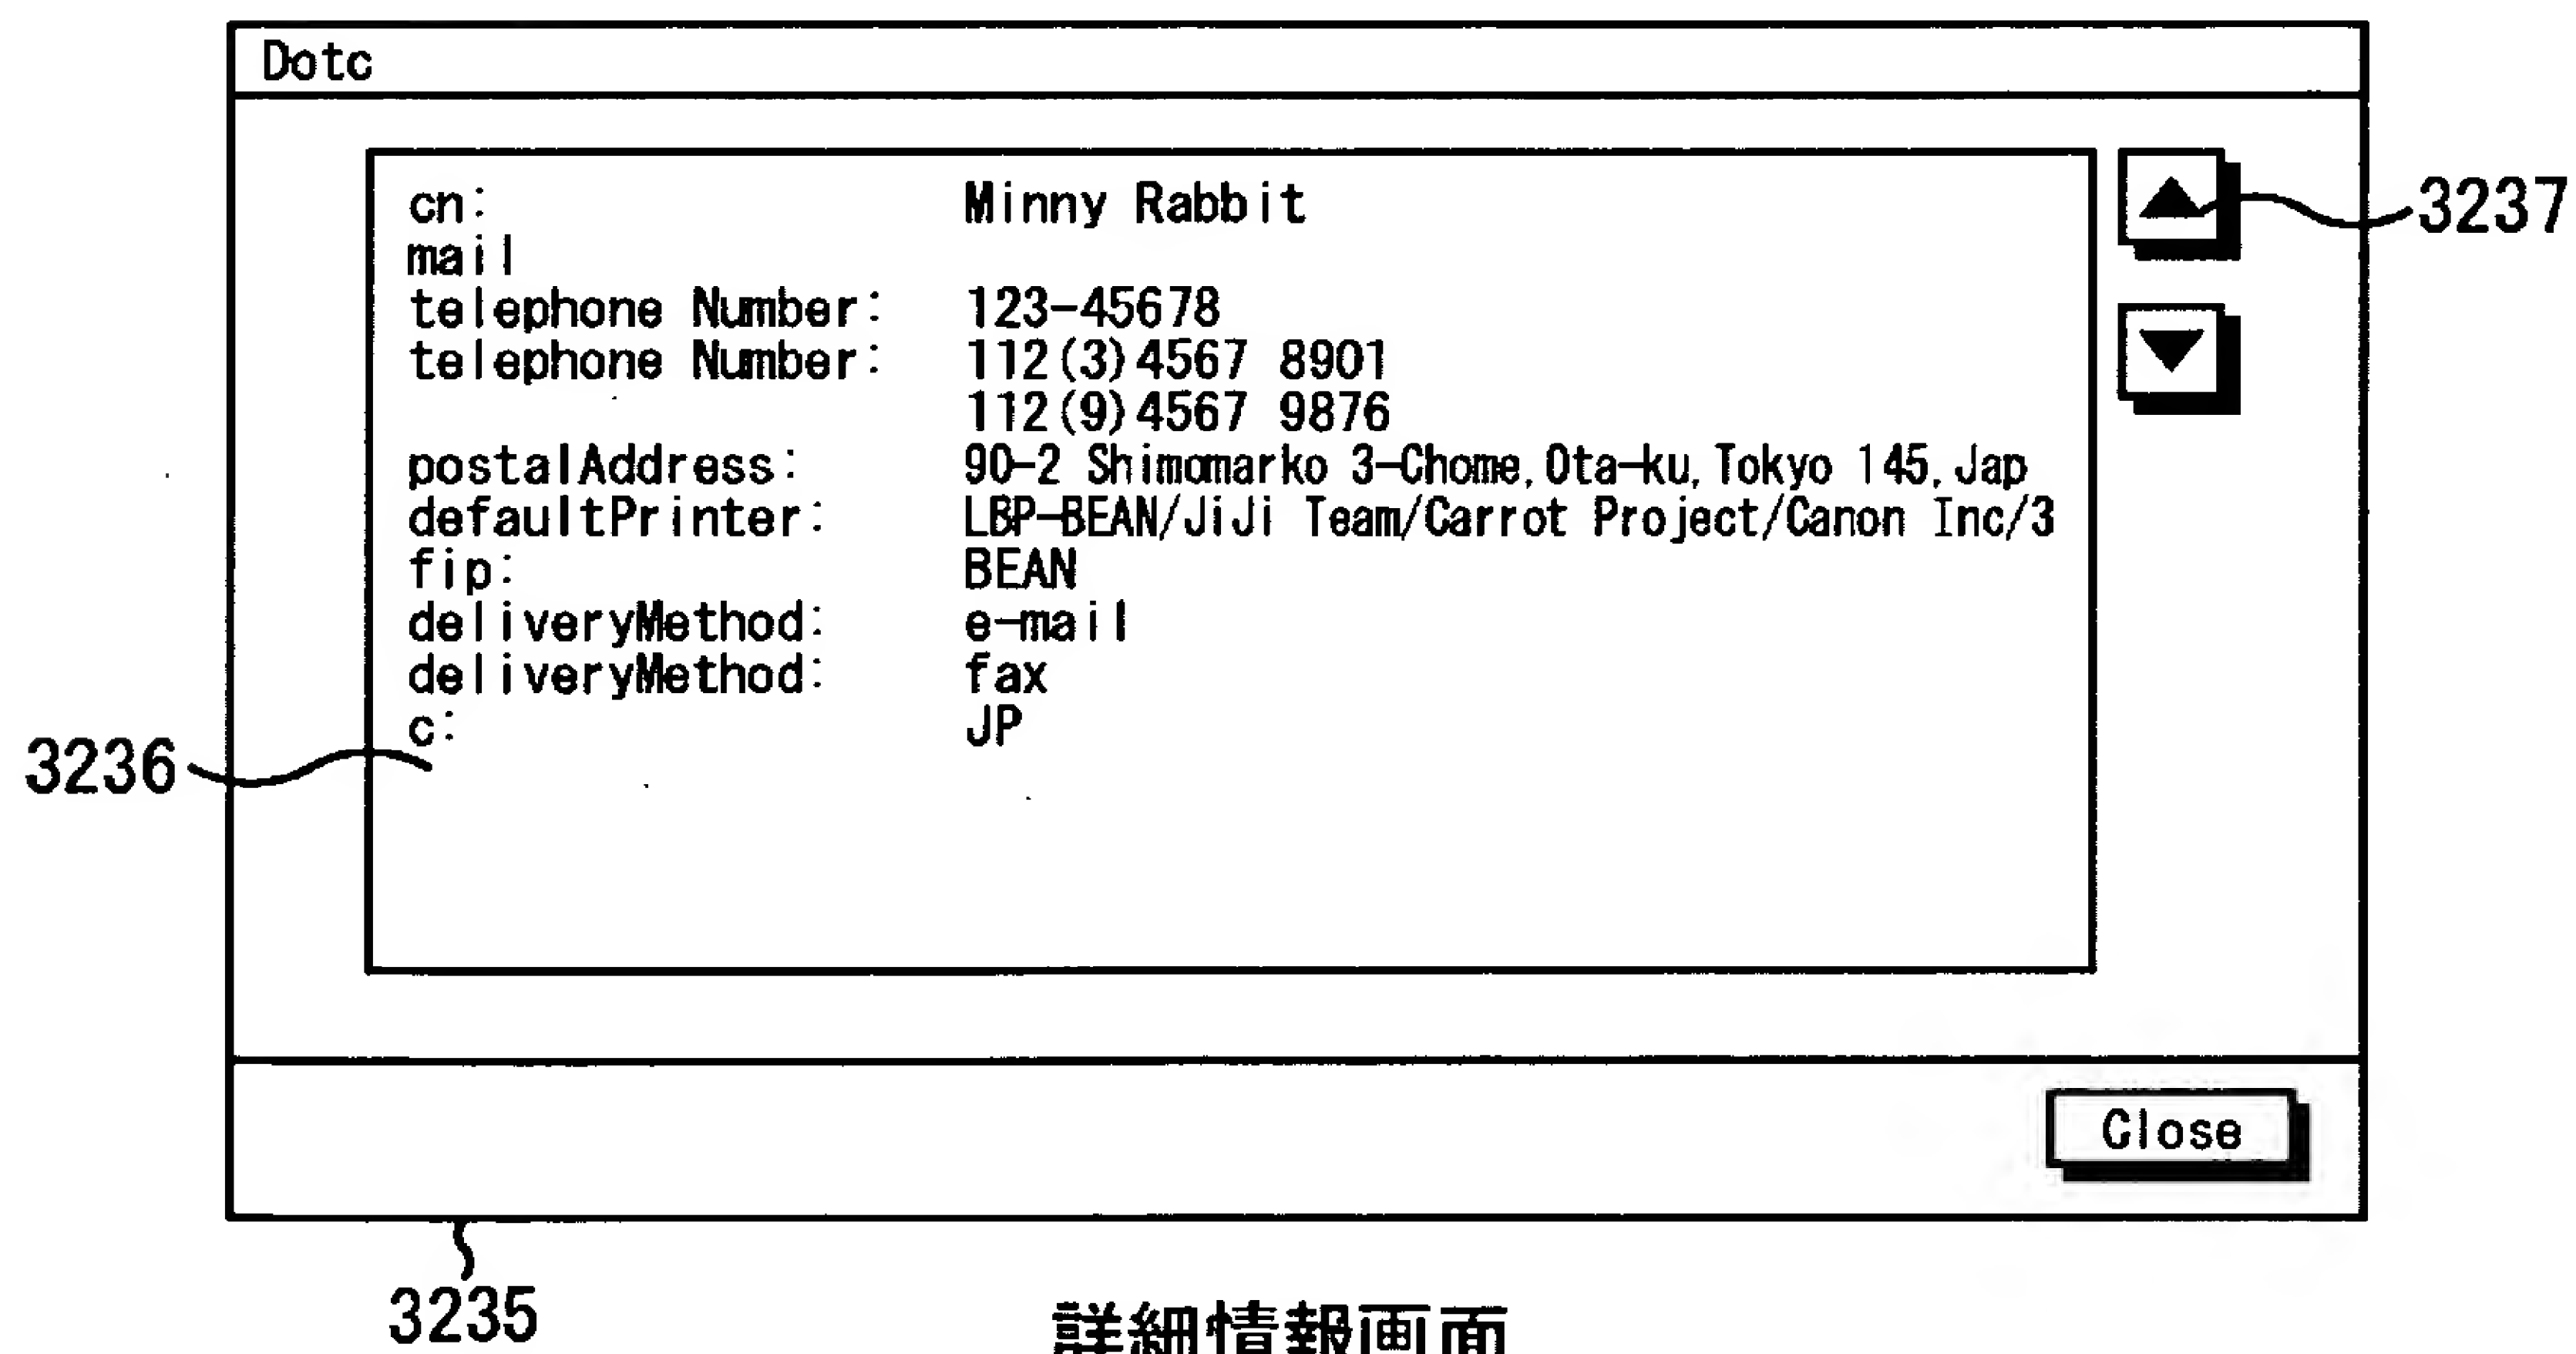 Dotc
cn: Minny Rabbit
mail
telephone Number: 123-45678
telephone Number: 112(3)4567 8901
112(9)4567 9876
postalAddress: 90-2 Shimomarko 3-Chome,Ota-ku,Tokyo 145,Jap
defaultPrinter: LBP-BEAN/JiJi Team/Carrot Project/Canon Inc/3
fip: BEAN
deliveryMethod: e-mail
deliveryMethod: fax
c: JP
3237
3236
Close
3235
詳細情報画面